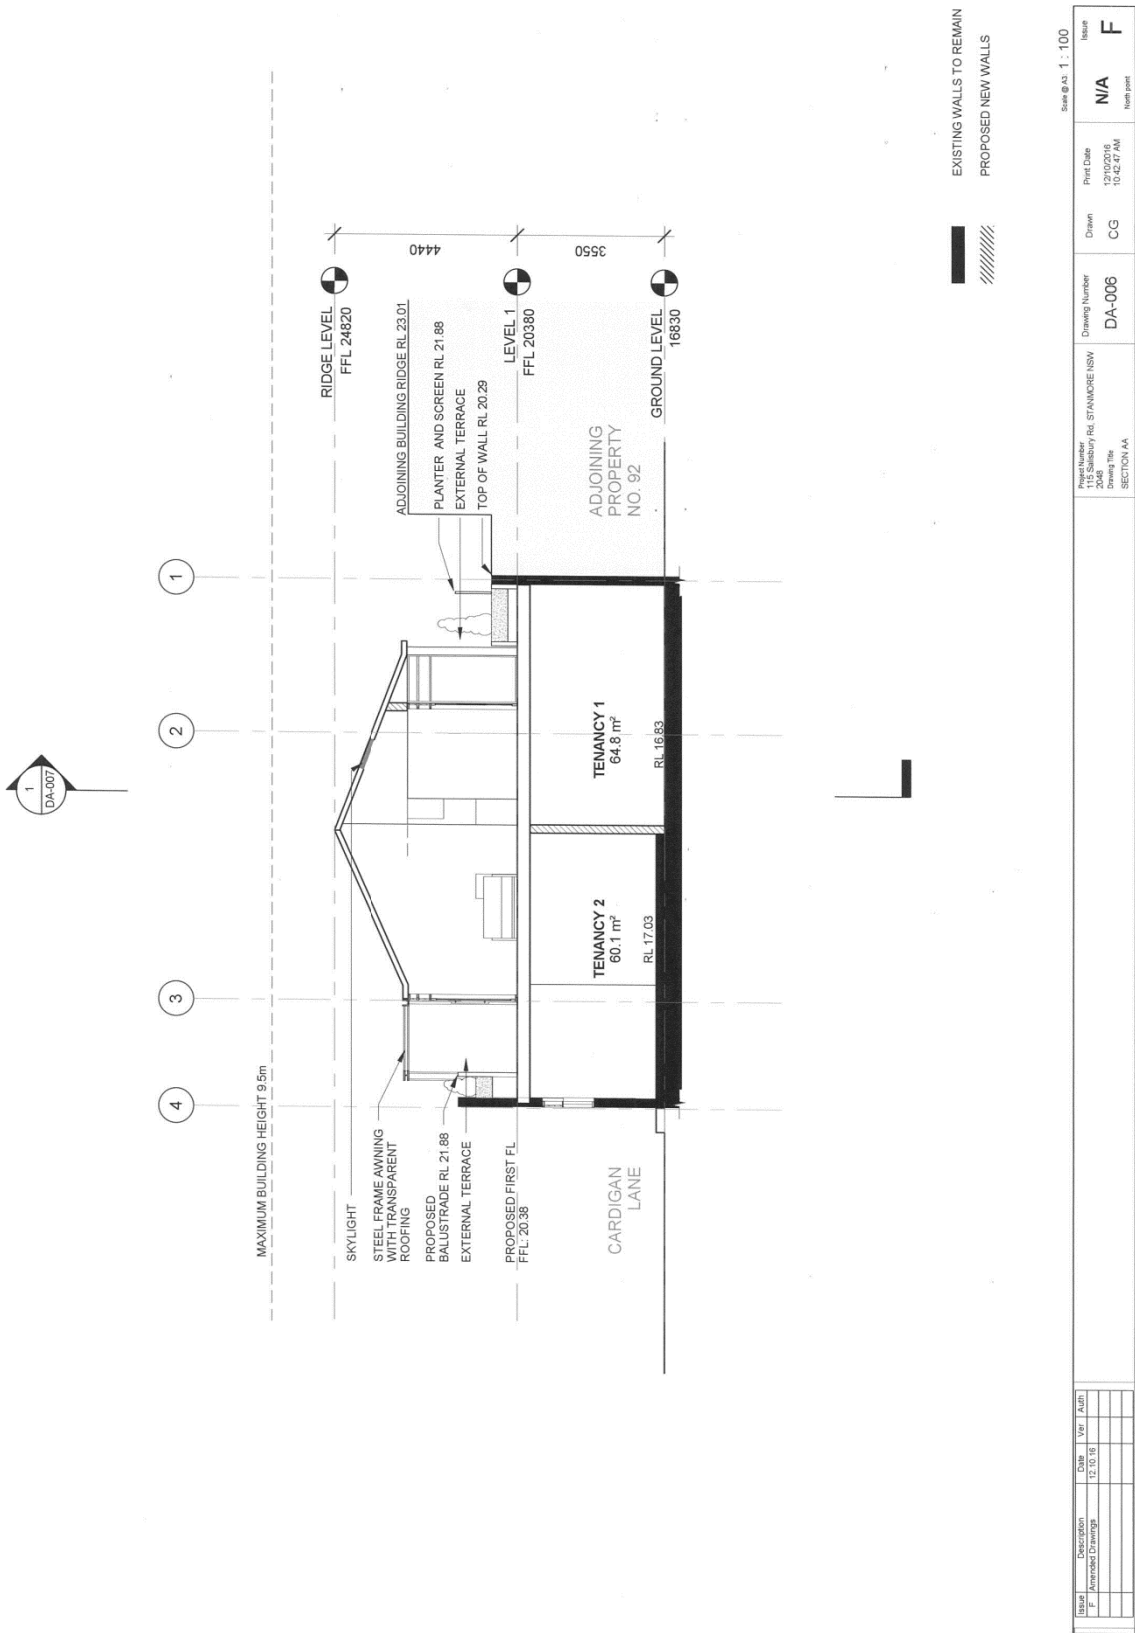 1
DA-007
4
3
2
1
MAXIMUM BUILDING HEIGHT 9.5m
SKYLIGHT
STEEL FRAME AWNING
WITH TRANSPARENT
ROOFING
PROPOSED
BALUSTRADE RL 21.88
EXTERNAL TERRACE
PROPOSED FIRST FL
FFL: 20.38
CARDIGAN
LANE
TENANCY 2
60.1 m²
RL 17.03
TENANCY 1
64.8 m²
RL 16.83
RIDGE LEVEL
FFL 24820
ADJOINING BUILDING RIDGE RL 23.01
PLANTER AND SCREEN RL 21.88
EXTERNAL TERRACE
TOP OF WALL RL 20.29
LEVEL 1
FFL 20380
ADJOINING
PROPERTY
NO. 92
GROUND LEVEL
16830
4440
3550
EXISTING WALLS TO REMAIN
PROPOSED NEW WALLS
Scale @ A3: 1 : 100
Issue Description Date Ver Auth
F Amended Drawings 12.10.16
Project Number
115 Salisbury Rd, STANMORE NSW
2048
Drawing Title
SECTION AA
Drawing Number
DA-006
Drawn
CG
Print Date
12/10/2016
10:42:47 AM
N/A
North point
Issue
F